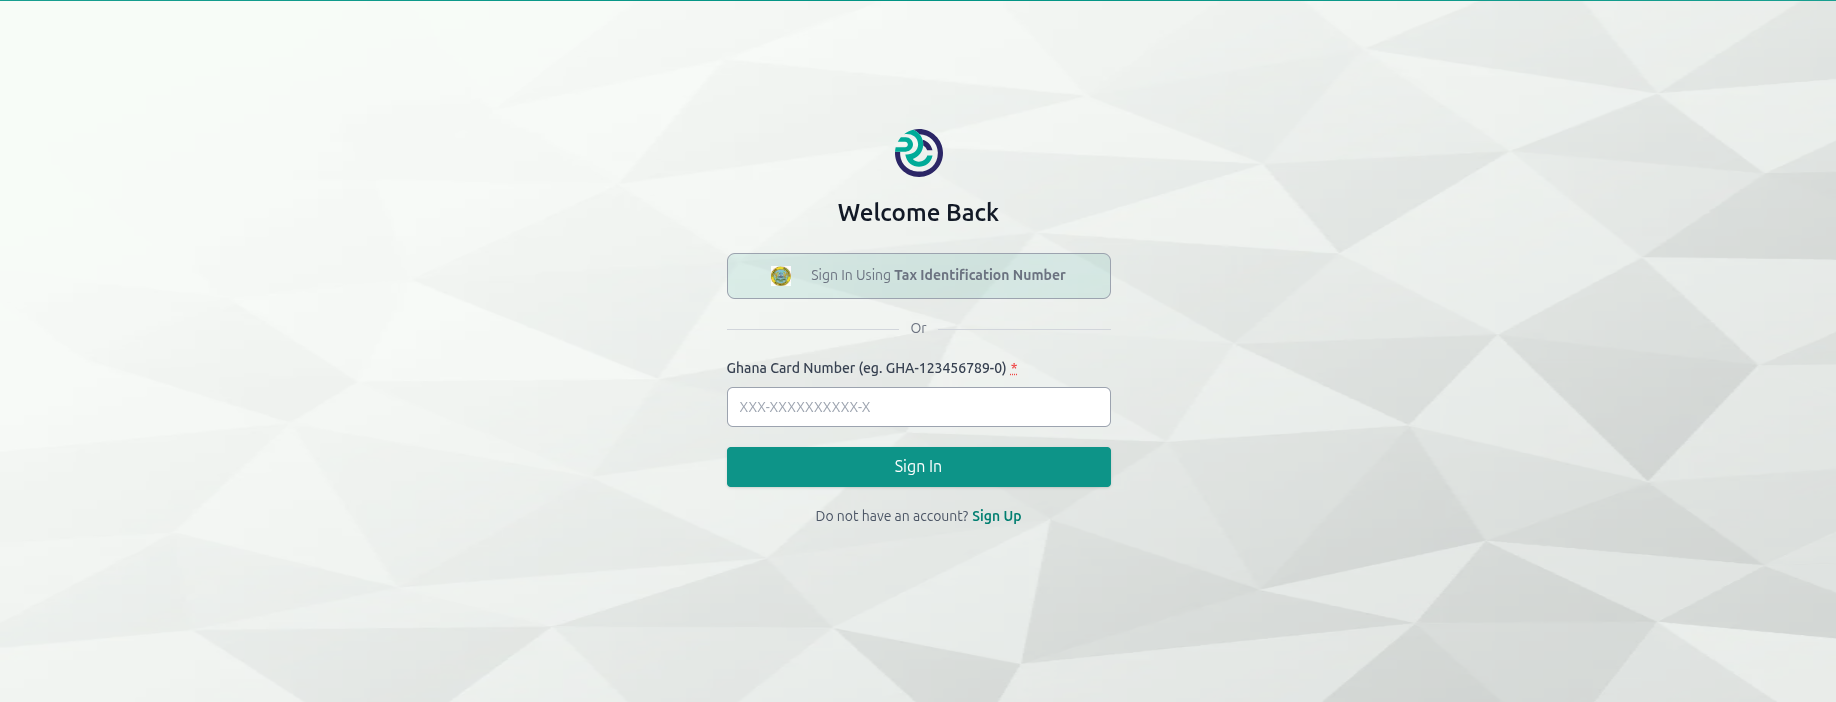 Welcome Back
Sign In Using Tax Identification Number
Or
Ghana Card Number (eg. GHA-123456789-0) *
XXX-XXXXXXXXXX-X
Sign In
Do not have an account? Sign Up